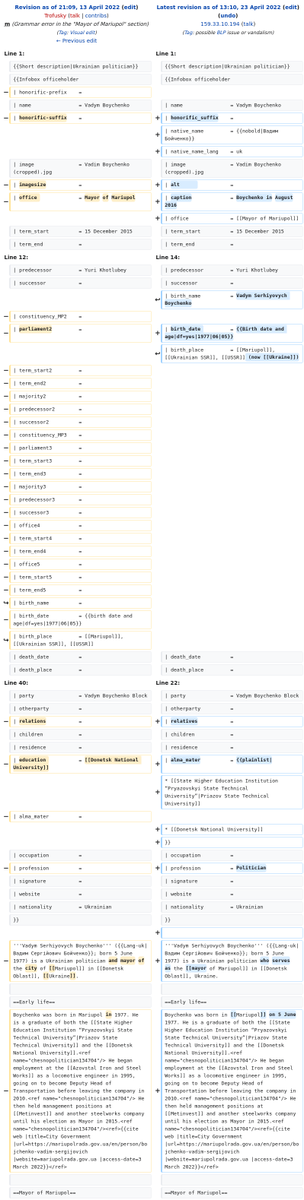 Revision as of 21:09, 13 April 2022 (edit)
Trofusky (talk | contribs)
m (Grammar error in the "Mayor of Mariupol" section)
(Tag: Visual edit)
← Previous edit
Latest revision as of 13:10, 23 April 2022 (edit)
(undo)
159.33.10.194 (talk)
(Tag: possible BLP issue or vandalism)
Line 1:
Line 1:
{{Short description|Ukrainian politician}}
{{Short description|Ukrainian politician}}
{{Infobox officeholder
{{Infobox officeholder
− | honorific-prefix
| name = Vadym Boychenko
| name = Vadym Boychenko
− | honorific-suffix =
+ | honorific_suffix =
+ | native_name = {{nobold|Вадим
Бойченко}}
+ | native_name_lang = uk
| image = Vadim Boychenko
(cropped).jpg
| image = Vadim Boychenko
(cropped).jpg
− | imagesize =
+ | alt =
− | office = Mayor of Mariupol
+ | caption = Boychenko in August
2016
+ | office = [[Mayor of Mariupol]]
| term_start = 15 December 2015
| term_start = 15 December 2015
| term_end =
| term_end =
Line 12:
Line 14:
| predecessor = Yuri Khotlubey
| predecessor = Yuri Khotlubey
| successor =
| successor =
| birth_name = Vadym Serhiyovych
Boychenko
− | constituency_MP2 =
− | parliament2 =
+ | birth_date = {{Birth date and
age|df=yes|1977|06|05}}
| birth_place = [[Mariupol]],
[[Ukrainian SSR]], [[USSR]] (now [[Ukraine]])
− | term_start2 =
− | term_end2 =
− | majority2 =
− | predecessor2 =
− | successor2 =
− | constituency_MP3 =
− | parliament3 =
− | term_start3 =
− | term_end3 =
− | majority3 =
− | predecessor3 =
− | successor3 =
− | office4 =
− | term_start4 =
− | term_end4 =
− | office5 =
− | term_start5 =
− | term_end5 =
| birth_name =
− | birth_date = {{birth date and
age|df=yes|1977|06|05}}
| birth_place = [[Mariupol]],
[[Ukrainian SSR]], [[USSR]]
| death_date =
| death_date =
| death_place =
| death_place =
Line 40:
Line 22:
| party = Vadym Boychenko Block
| party = Vadym Boychenko Block
| otherparty =
| otherparty =
− | relations =
+ | relatives =
| children =
| children =
| residence =
| residence =
− | education = [[Donetsk National
University]]
+ | alma_mater = {{plainlist|
+ * [[State Higher Education Institution
"Pryazovskyi State Technical
University"|Priazov State Technical
University]]
− | alma_mater =
+ * [[Donetsk National University]]
+ }}
| occupation =
| occupation =
− | profession =
+ | profession = Politician
| signature =
| signature =
| website =
| website =
| nationality = Ukrainian
| nationality = Ukrainian
}}
}}
+
− '''Vadym Serhiyovych Boychenko''' ({{Lang-uk|
Вадим Сергійович Бойченко}}; born 5 June
1977) is a Ukrainian politician and mayor of
the city of [[Mariupol]] in [[Donetsk
Oblast]], [[Ukraine]].
+ '''Vadym Serhiyovych Boychenko''' ({{Lang-uk|
Вадим Сергійович Бойченко}}; born 5 June
1977) is a Ukrainian politician who serves
as the [[mayor of Mariupol]] in [[Donetsk
Oblast]], Ukraine.
==Early life==
==Early life==
− Boychenko was born in Mariupol in 1977. He
is a graduate of both the [[State Higher
Education Institution "Pryazovskyi State
Technical University"|Priazov State Technical
University]] and the [[Donetsk National
University]].<ref
name="chesnopolitician134704"/> He began
employment at the [[Azovstal Iron and Steel
Works]] as a locomotive engineer in 1995,
going on to become Deputy Head of
Transportation before leaving the company in
2010.<ref name="chesnopolitician134704"/> He
then held management positions at
[[Metinvest]] and another steelworks company
until his election as Mayor in 2015.<ref
name="chesnopolitician134704"/><ref>{{cite
web |title=City Government
|url=https://mariupolrada.gov.ua/en/person/bo
jchenko-vadim-sergijovich
|website=mariupolrada.gov.ua |access-date=3
March 2022}}</ref>
+ Boychenko was born in [[Mariupol]] on 5 June
1977. He is a graduate of both the [[State
Higher Education Institution "Pryazovskyi
State Technical University"|Priazov State
Technical University]] and the [[Donetsk
National University]].<ref
name="chesnopolitician134704"/> He began
employment at the [[Azovstal Iron and Steel
Works]] as a locomotive engineer in 1995,
going on to become Deputy Head of
Transportation before leaving the company in
2010.<ref name="chesnopolitician134704"/> He
then held management positions at
[[Metinvest]] and another steelworks company
until his election as Mayor in 2015.<ref
name="chesnopolitician134704"/><ref>{{cite
web |title=City Government
|url=https://mariupolrada.gov.ua/en/person/bo
jchenko-vadim-sergijovich
|website=mariupolrada.gov.ua |access-date=3
March 2022}}</ref>
==Mayor of Mariupol==
==Mayor of Mariupol==